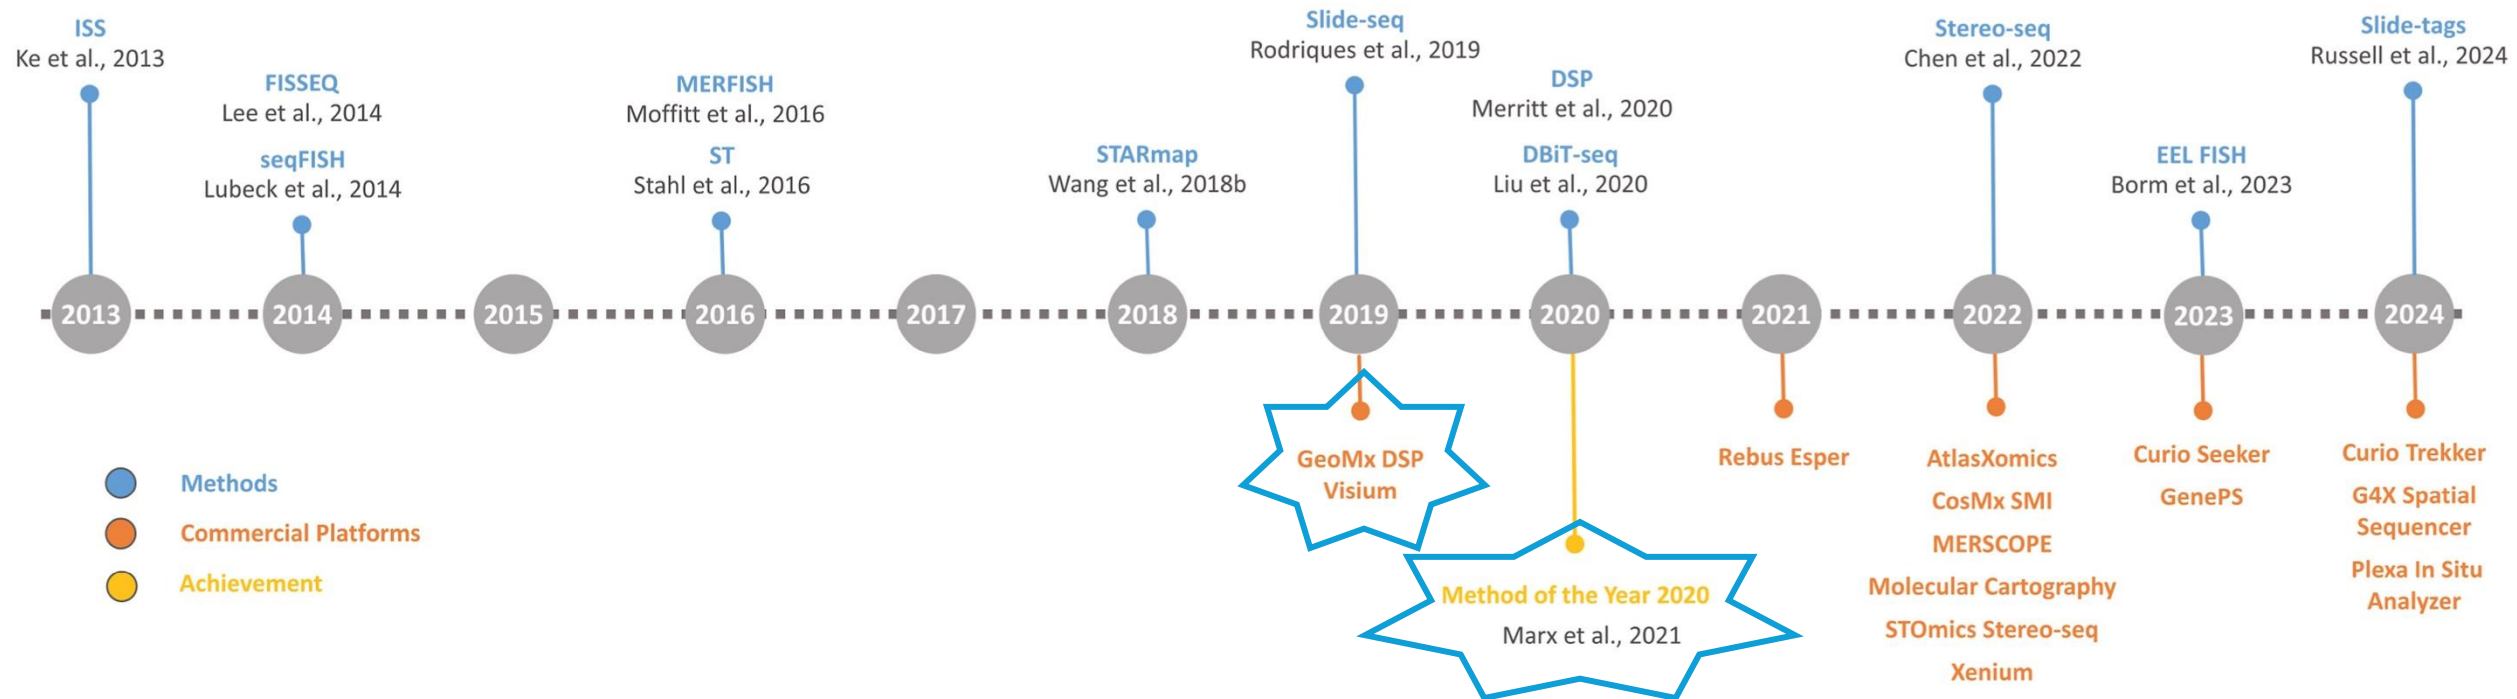 ISS
Ke et al., 2013
FISSEQ
Lee et al., 2014
seqFISH
Lubeck et al., 2014
MERFISH
Moffitt et al., 2016
ST
Stahl et al., 2016
STARmap
Wang et al., 2018b
Slide-seq
Rodriques et al., 2019
DSP
Merritt et al., 2020
DBiT-seq
Liu et al., 2020
Stereo-seq
Chen et al., 2022
EEL FISH
Borm et al., 2023
Slide-tags
Russell et al., 2024
2013
2014
2015
2016
2017
2018
2019
2020
2021
2022
2023
2024
Methods
Commercial Platforms
Achievement
GeoMx DSP
Visium
Method of the Year 2020
Marx et al., 2021
Rebus Esper
AtlasXomics
CosMx SMI
MERSCOPE
Molecular Cartography
STOmics Stereo-seq
Xenium
Curio Seeker
GenePS
Curio Trekker
G4X Spatial
Sequencer
Plexa In Situ
Analyzer